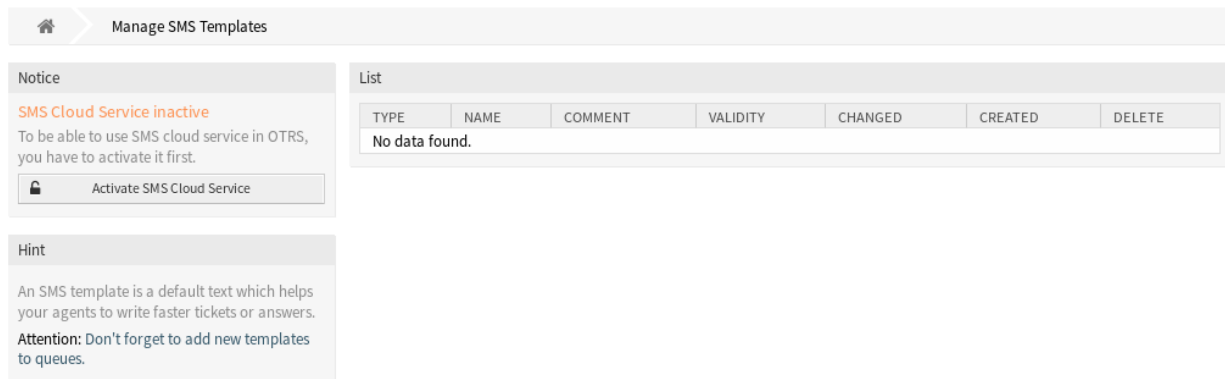 Manage SMS Templates
Notice
SMS Cloud Service inactive
To be able to use SMS cloud service in OTRS,
you have to activate it first.
Activate SMS Cloud Service
Hint
An SMS template is a default text which helps
your agents to write faster tickets or answers.
Attention: Don't forget to add new templates
to queues.
List
TYPE NAME COMMENT VALIDITY CHANGED CREATED DELETE
No data found.